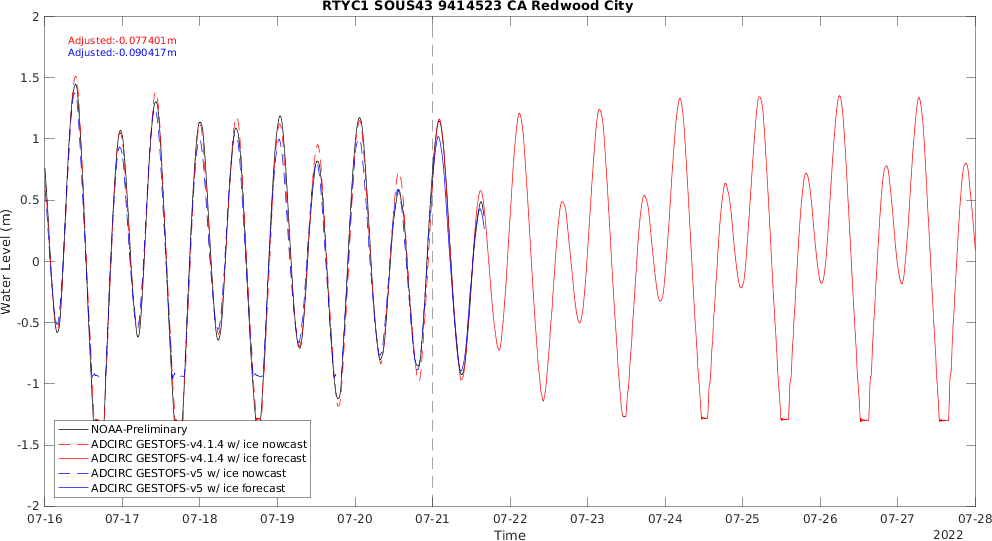 RTYC1 SOUS43 9414523 CA Redwood City
Adjusted:-0.077401m
Adjusted:-0.090417m
Water Level (m)
2
1.5
1
0.5
0
-0.5
-1
-1.5
-2
NOAA-Preliminary
ADCIRC GESTOFS-v4.1.4 w/ ice nowcast
ADCIRC GESTOFS-v4.1.4 w/ ice forecast
ADCIRC GESTOFS-v5 w/ ice nowcast
ADCIRC GESTOFS-v5 w/ ice forecast
07-16 07-17 07-18 07-19 07-20 07-21 07-22 07-23 07-24 07-25 07-26 07-27 07-28
Time
2022